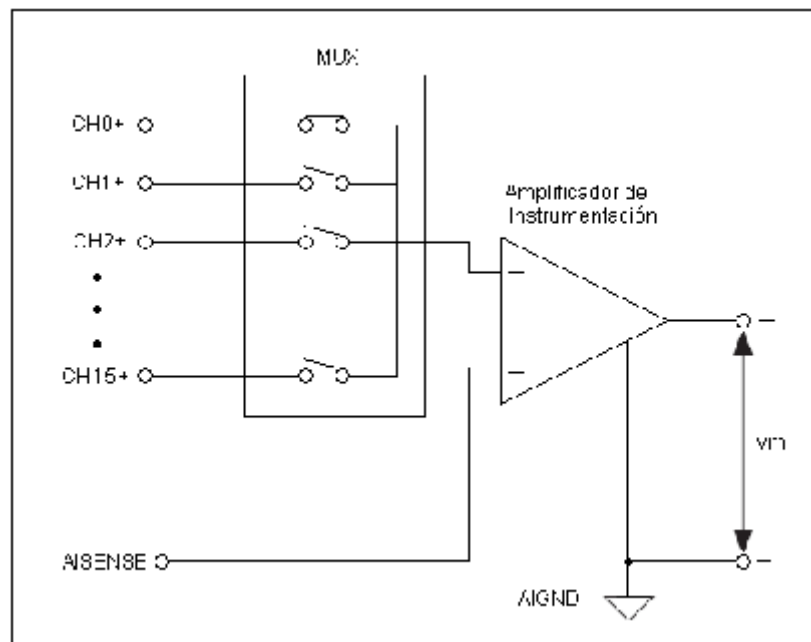 MUX
CH0+
CH1+
Amplificador de
Instrumentación
CH2+
CH15+
Vm
AISENSE
AIGND